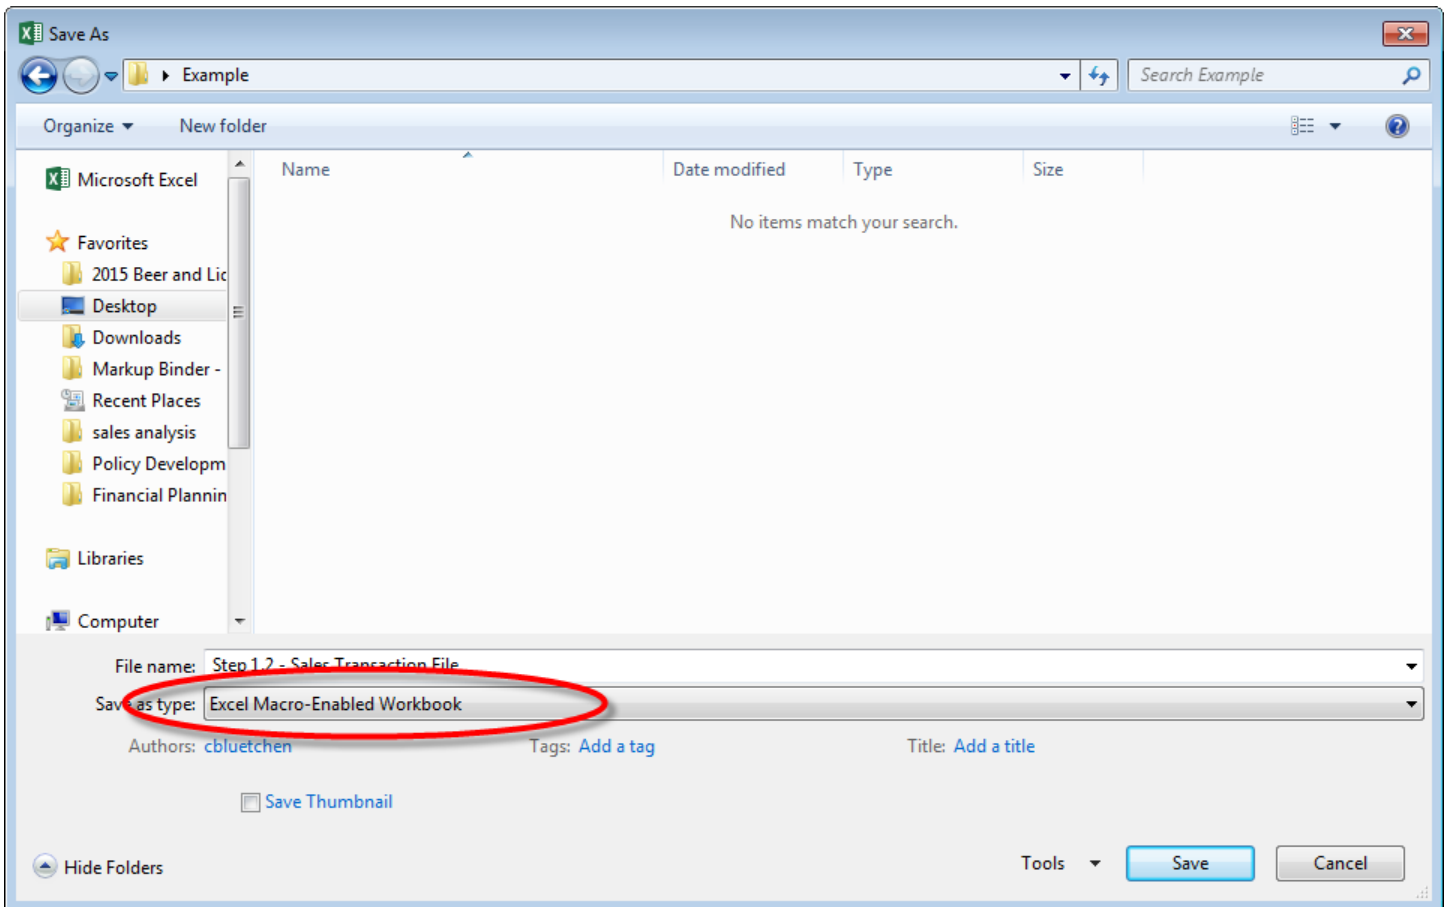 Save As
Example
Search Example
Organize
New folder
Microsoft Excel
Name
Date modified
Type
Size
No items match your search.
Favorites
2015 Beer and Lic
Desktop
Downloads
Markup Binder -
Recent Places
sales analysis
Policy Developm
Financial Plannin
Libraries
Computer
File name: Step 1.2 - Sales Transaction File
Save as type: Excel Macro-Enabled Workbook
Authors: cbluetchen
Tags: Add a tag
Title: Add a title
Save Thumbnail
Hide Folders
Tools
Save
Cancel